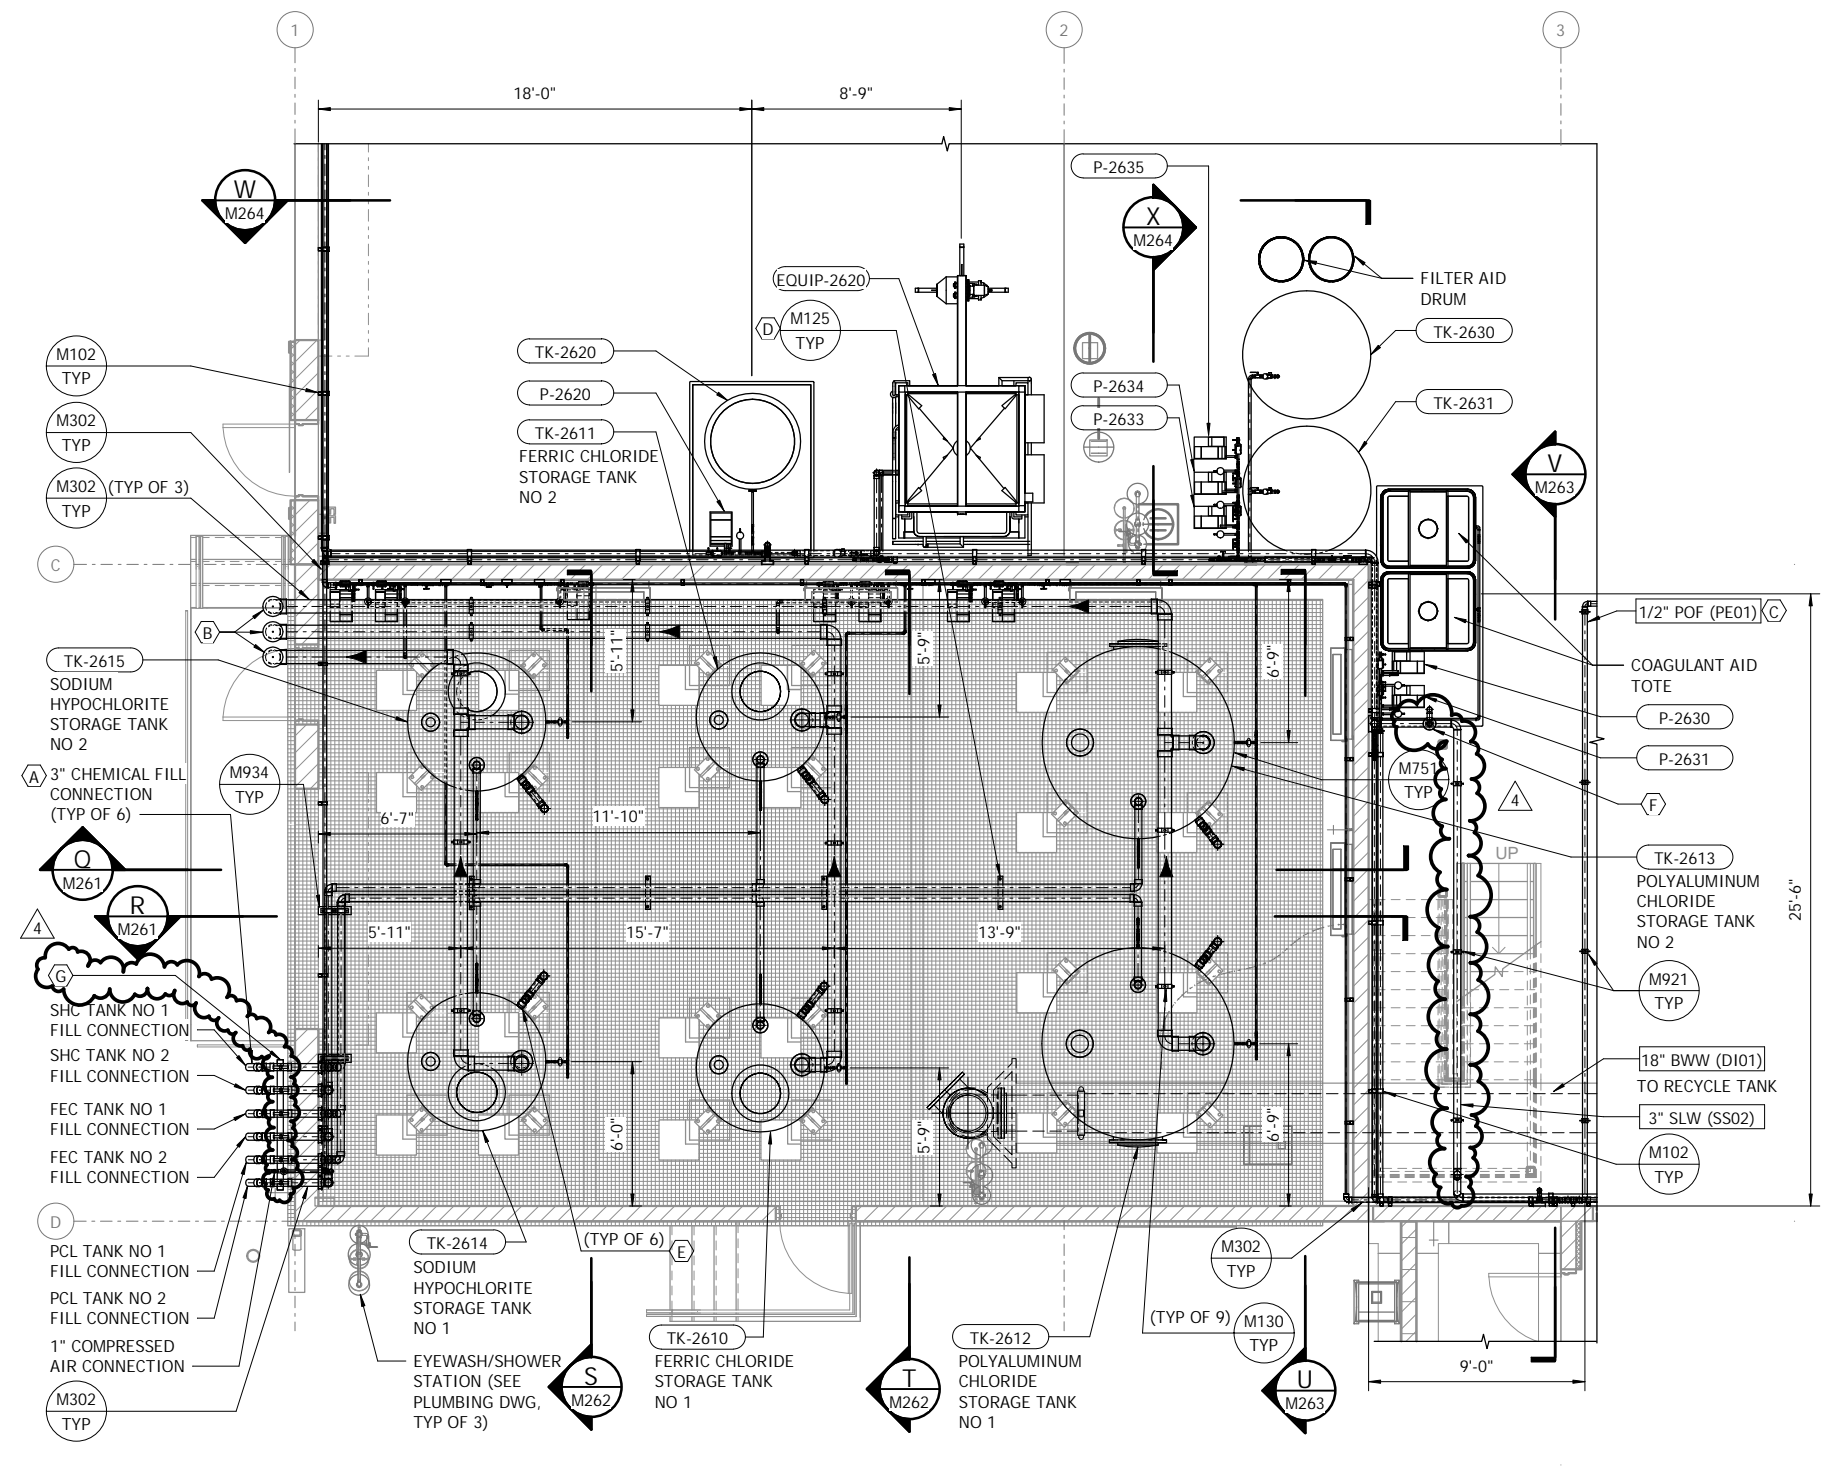 1
2
3
18'-0"
8'-9"
P-2635
W
M264
X
M264
EQUIP-2620
FILTER AID
DRUM
D
M125
TYP
TK-2630
M102
TYP
TK-2620
P-2620
P-2634
TK-2631
M302
TYP
P-2633
TK-2611
FERRIC CHLORIDE
STORAGE TANK
NO 2
V
M263
M302
TYP
(TYP OF 3)
C
B
5'-11"
5'-9"
6'-9"
1/2" POF (PE01)
C
TK-2615
SODIUM
HYPOCHLORITE
STORAGE TANK
NO 2
COAGULANT AID
TOTE
P-2630
P-2631
A
3" CHEMICAL FILL
CONNECTION
(TYP OF 6)
M934
TYP
M751
TYP
4
F
6'-7"
11'-10"
UP
TK-2613
POLYALUMINUM
CHLORIDE
STORAGE TANK
NO 2
25'-6"
Q
M261
R
M261
4
5'-11"
15'-7"
13'-9"
G
M921
TYP
SHC TANK NO 1
FILL CONNECTION
SHC TANK NO 2
FILL CONNECTION
18" BWW (DI01)
TO RECYCLE TANK
FEC TANK NO 1
FILL CONNECTION
3" SLW (SS02)
FEC TANK NO 2
FILL CONNECTION
6'-0"
5'-9"
6'-9"
M102
TYP
D
PCL TANK NO 1
FILL CONNECTION
PCL TANK NO 2
FILL CONNECTION
1" COMPRESSED
AIR CONNECTION
M302
TYP
TK-2614
SODIUM
HYPOCHLORITE
STORAGE TANK
NO 1
(TYP OF 6)
E
M302
TYP
EYEWASH/SHOWER
STATION (SEE
PLUMBING DWG,
TYP OF 3)
S
M262
TK-2610
FERRIC CHLORIDE
STORAGE TANK
NO 1
T
M262
TK-2612
POLYALUMINUM
CHLORIDE
STORAGE TANK
NO 1
(TYP OF 9)
M130
TYP
U
M263
9'-0"